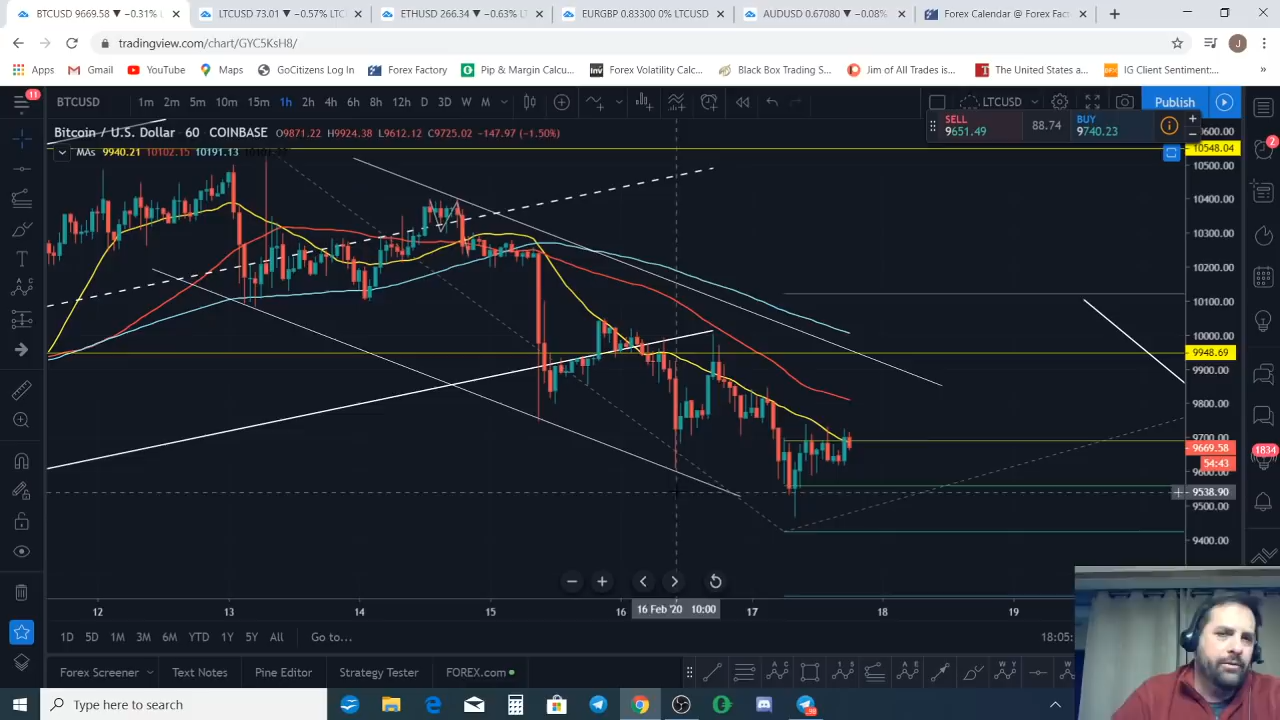 BTCUSD 9669.58 ▼ −0.31%
LTCUSD 73.01 ▼ −0.57%
ETHUSD 266.34 ▼ −0.63%
EURGBP 0.83300 0%
AUDUSD 0.67080 ▼ −0.08%
Forex Calendar @ Forex Fact
tradingview.com/chart/GYC5KsH8/
J
Apps
Gmail
YouTube
Maps
GoCitizens Log In
Forex Factory
Pip & Margin Calcu...
Forex Volatility Calc...
Black Box Trading S...
Jim of All Trades is...
The United States a...
IG Client Sentiment:...
11
BTCUSD
1m 2m 5m 10m 15m 1h 2h 4h 3h 6h 8h 12h D 3D W M
LTCUSD
Publish
Bitcoin / U.S. Dollar 60 COINBASE O9871.22 H9924.38 L9612.12 C9725.02 −147.97 (−1.50%)
MAs 9940.21 10102.15 10191.13
SELL
9651.49
88.74
BUY
9740.23
10548.04
10500.00
10400.00
10300.00
10200.00
10100.00
10000.00
9948.69
9900.00
9800.00
9700.00
9669.58
54:43
9538.90
9500.00
9400.00
2
1834
12
13
14
15
16
16 Feb '20 10:00
17
18
19
1D 5D 1M 3M 6M YTD 1Y 5Y All Go to...
18:05:
Forex Screener
Text Notes
Pine Editor
Strategy Tester
FOREX.com
Type here to search